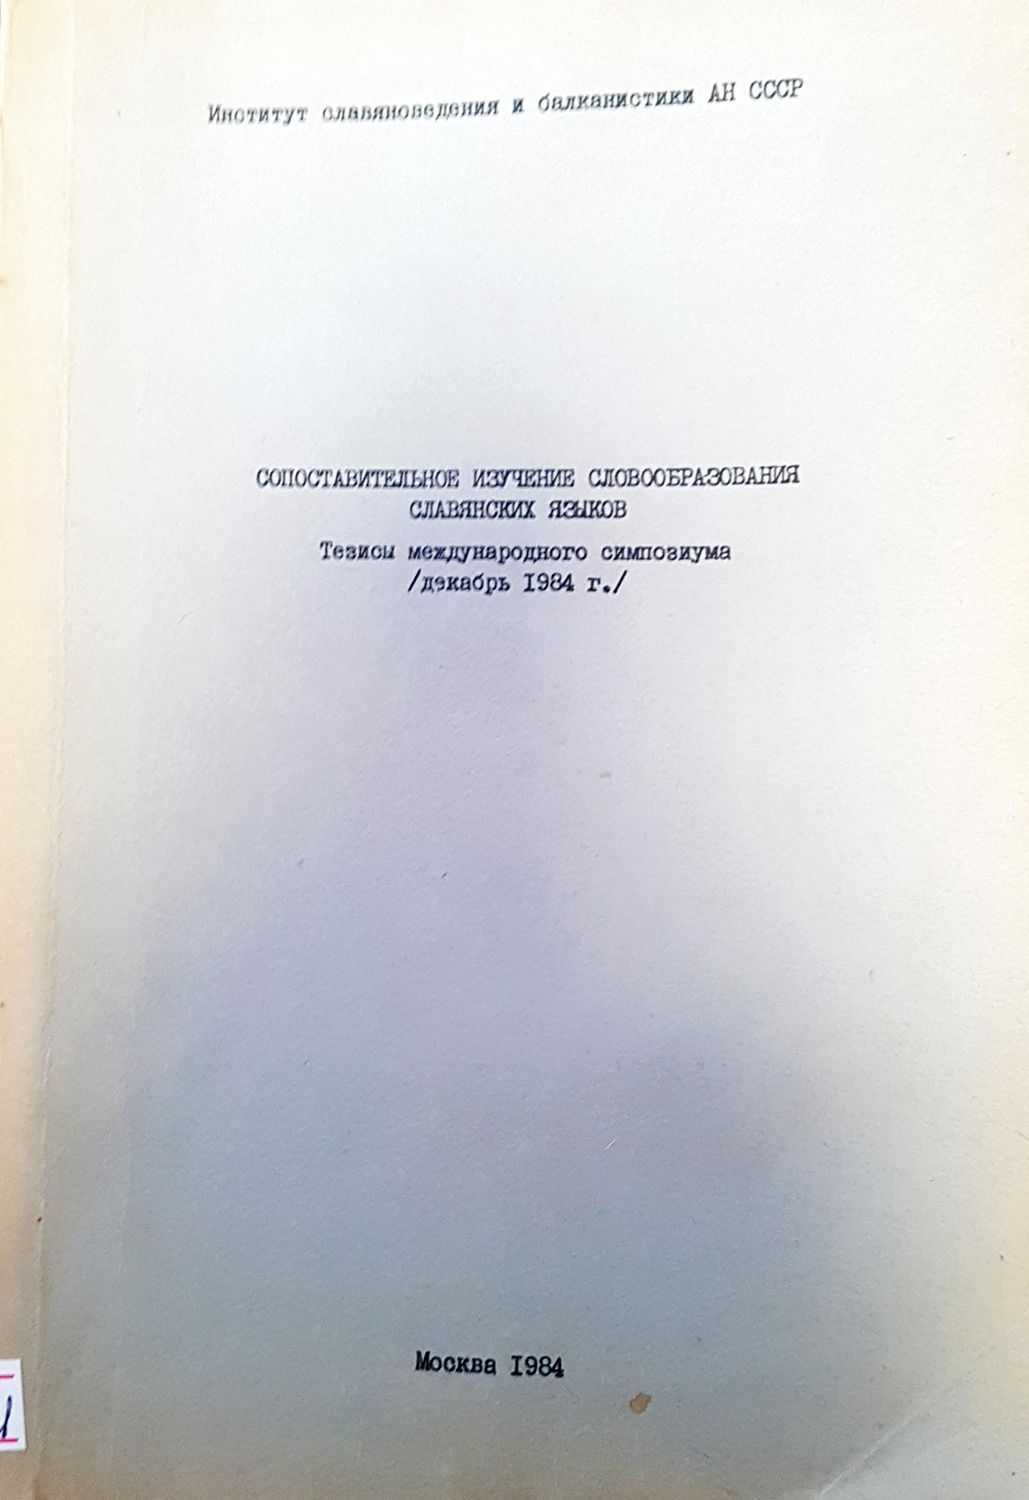 Институт славяноведения и балканистики АН СССР
СОПОСТАВИТЕЛЬНОЕ ИЗУЧЕНИЕ СЛОВООБРАЗОВАНИЯ
СЛАВЯНСКИХ ЯЗЫКОВ
Тезисы международного симпозиума
/декабрь 1984 г./
Москва 1984